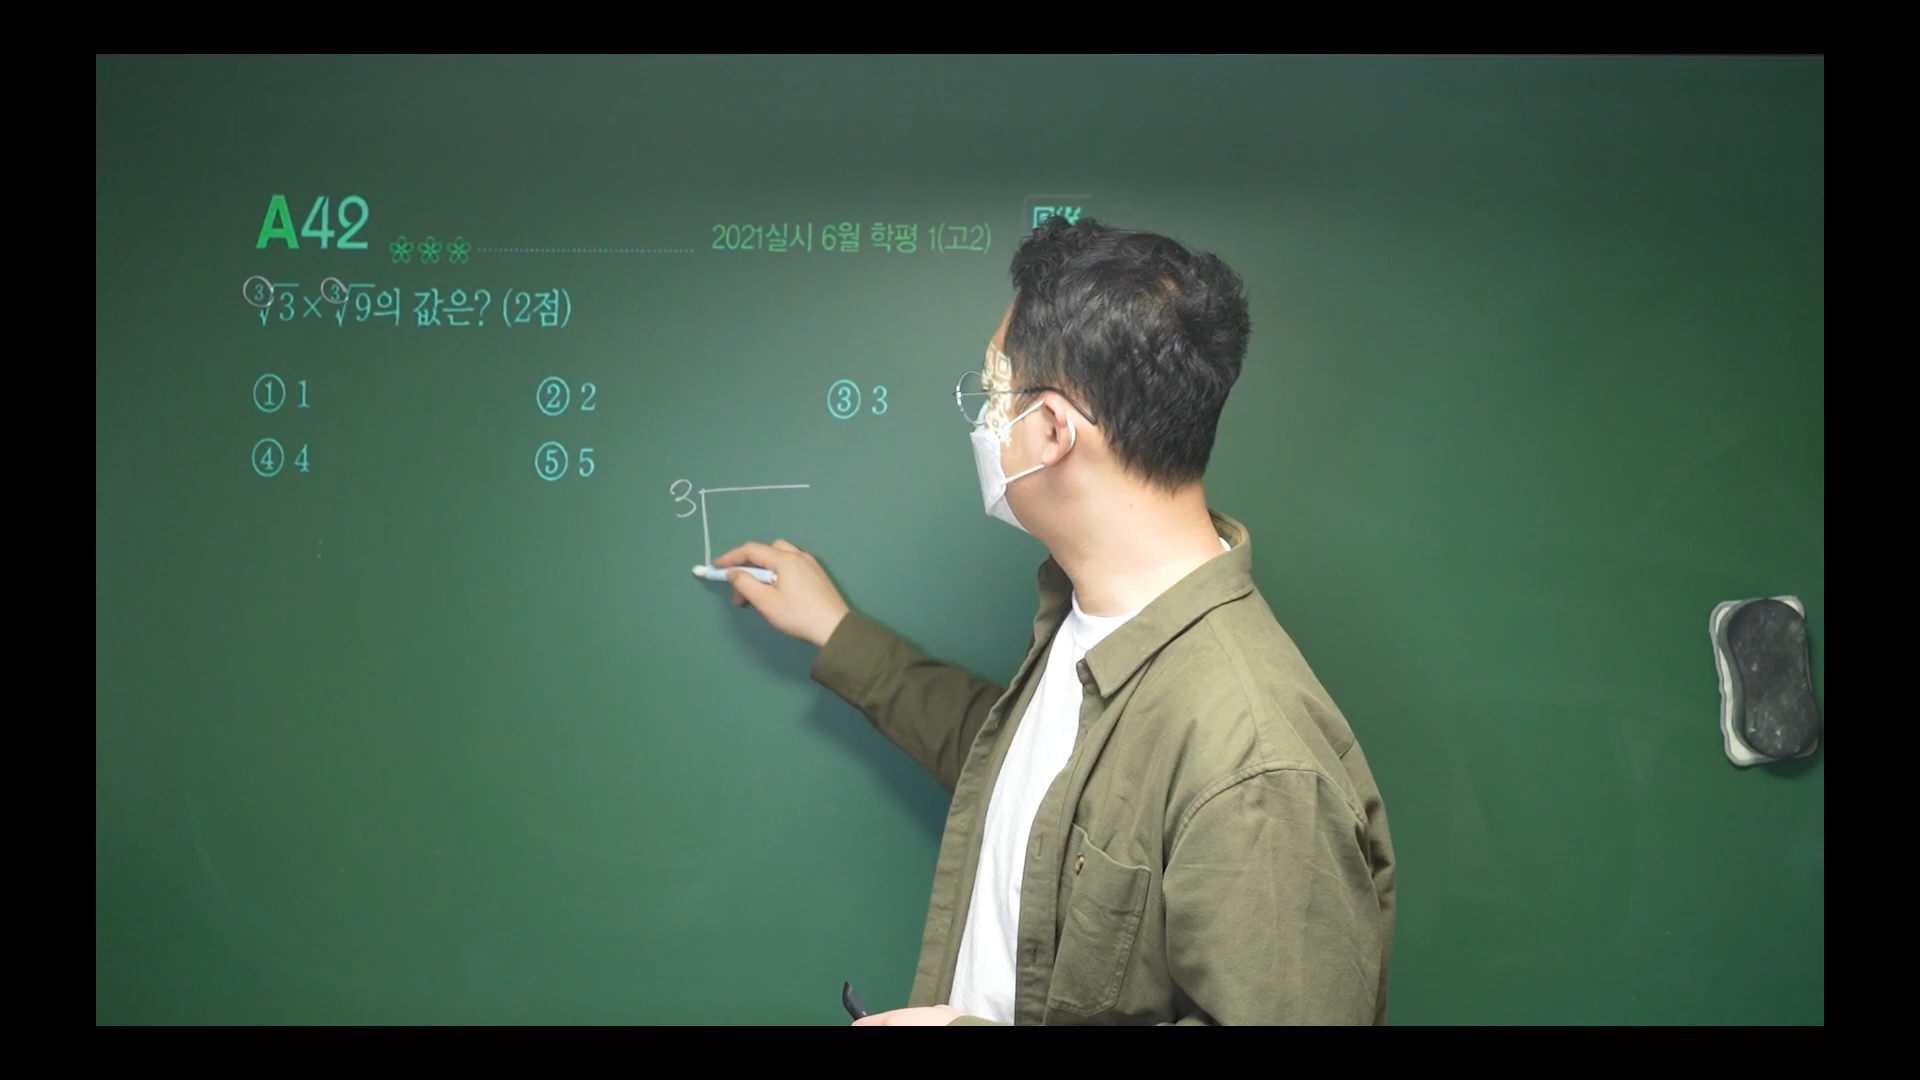 A42 2021실시 6월 학평 1(고2)
∛3×∛9의 값은? (2점)
① 1 ② 2 ③ 3
④ 4 ⑤ 5
3